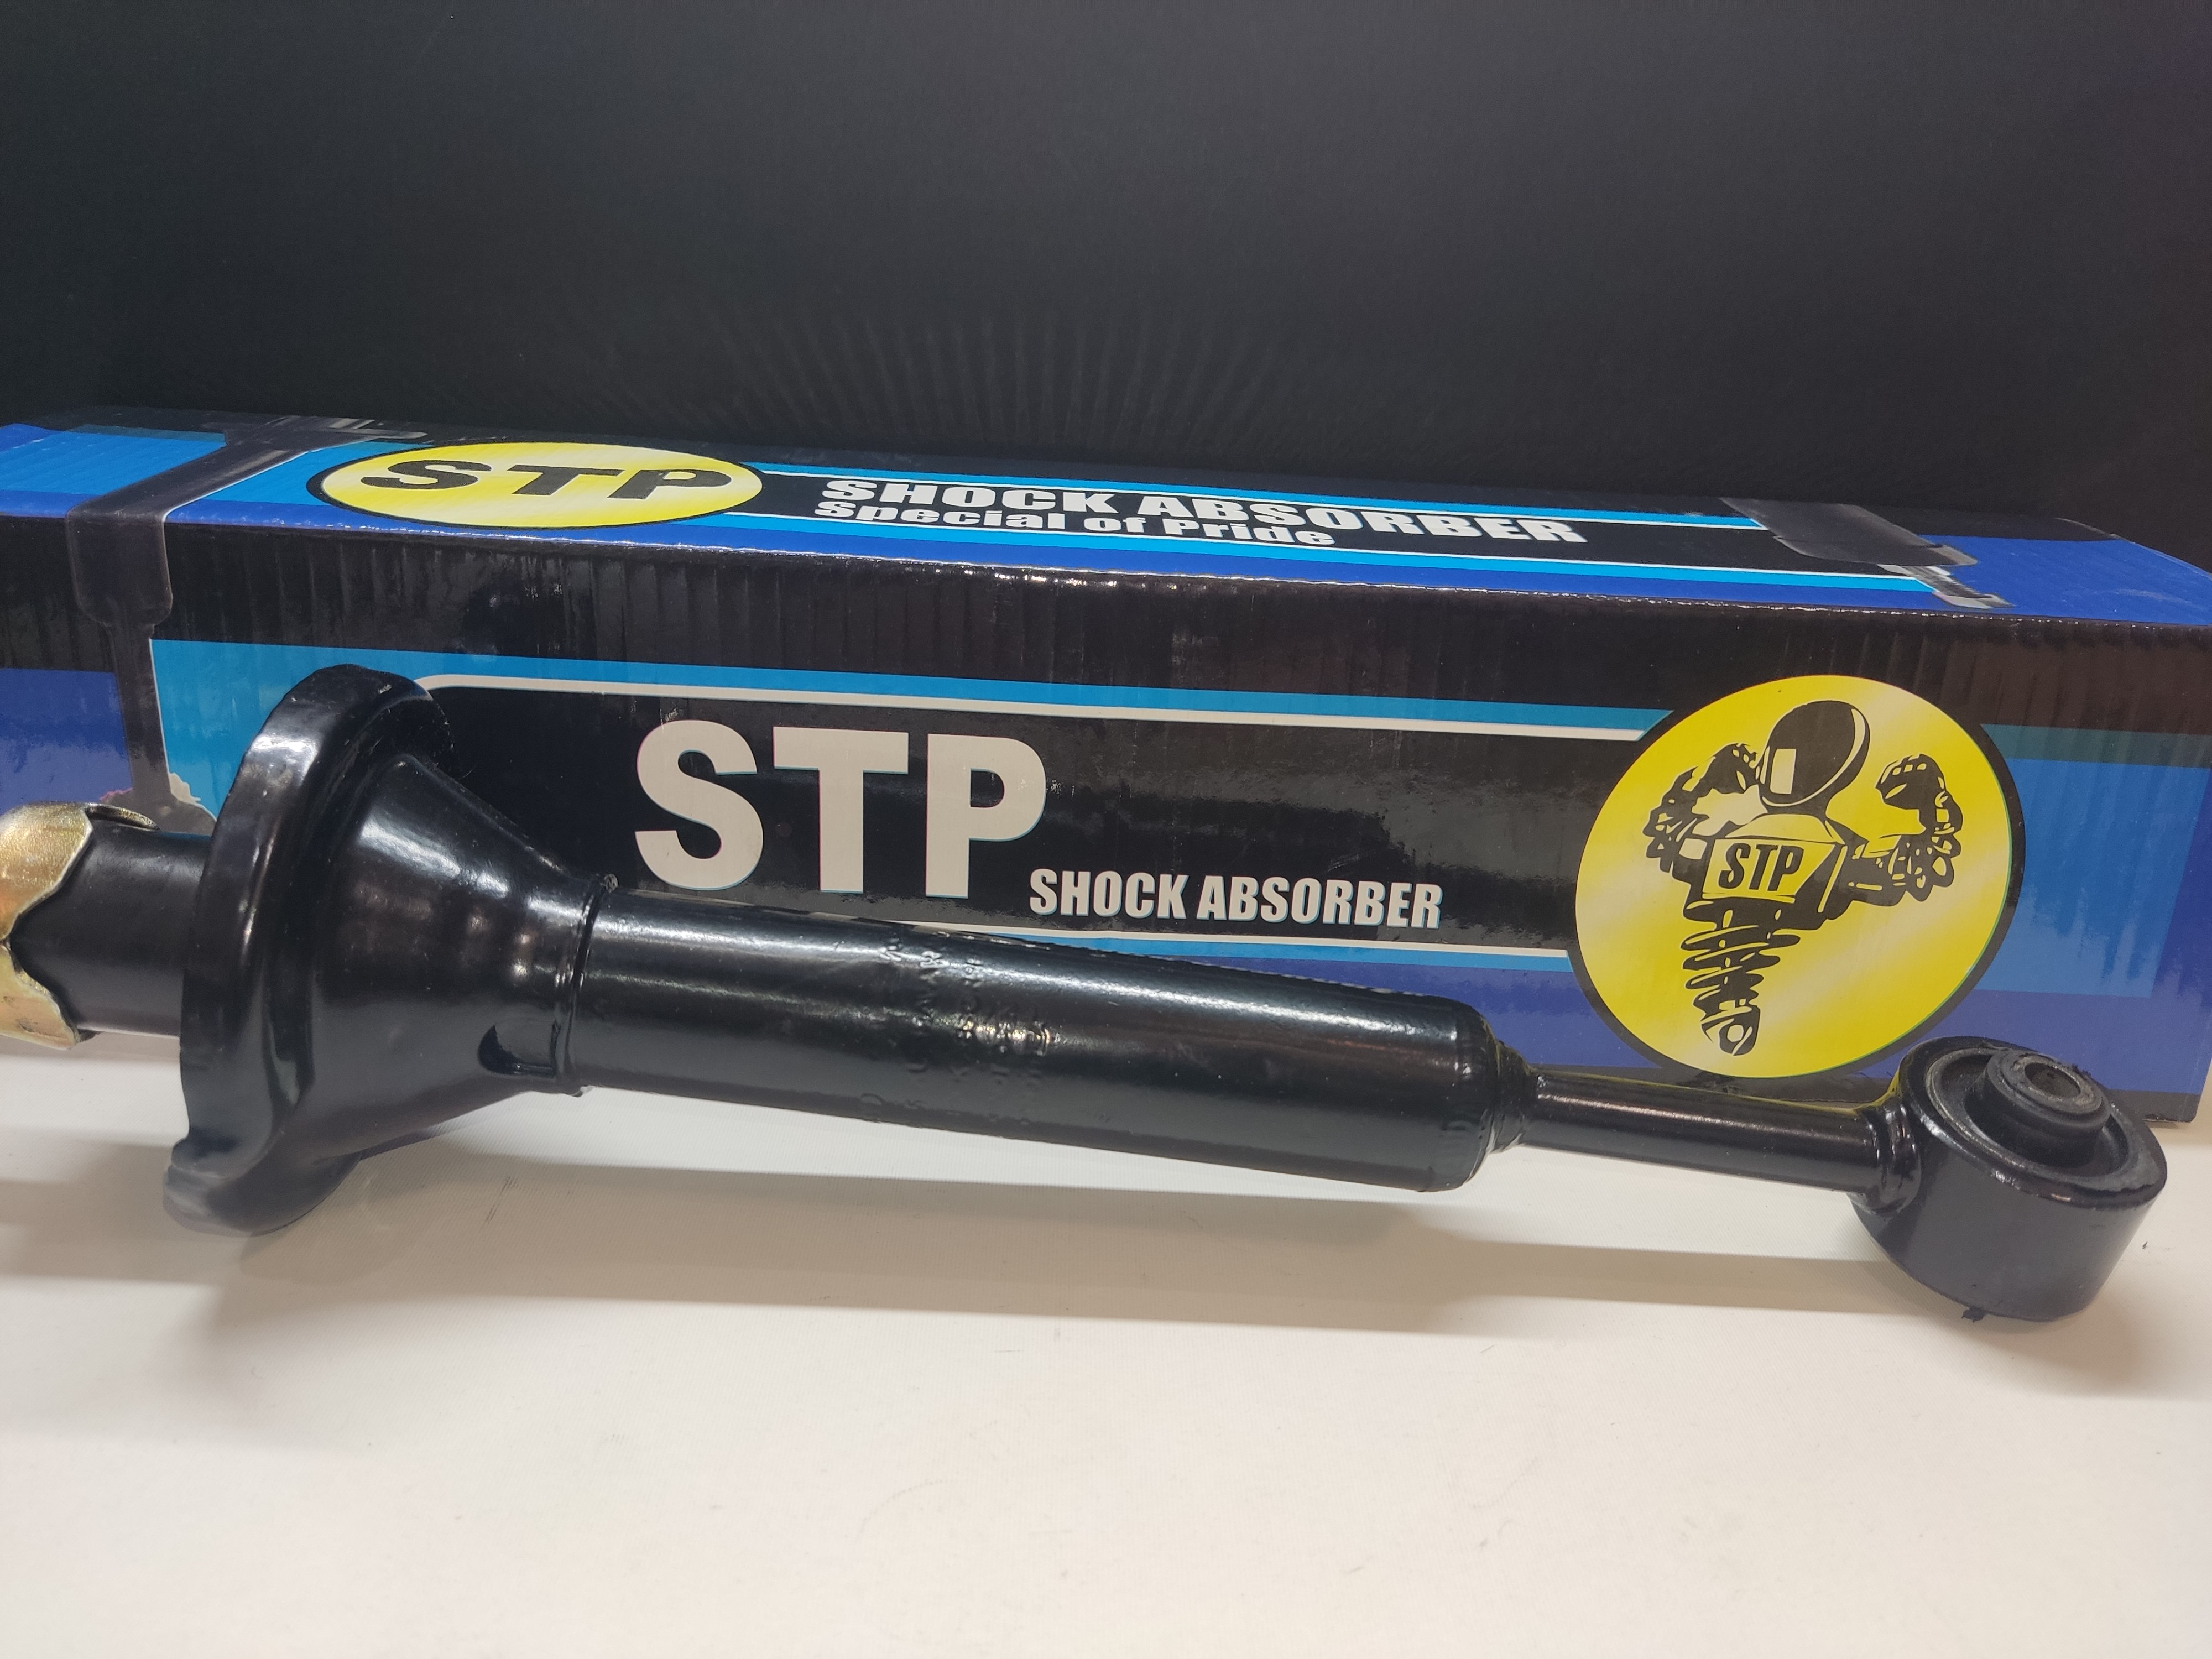 STP
SHOCK ABSORBER
Special of Pride
STP
SHOCK ABSORBER
STP